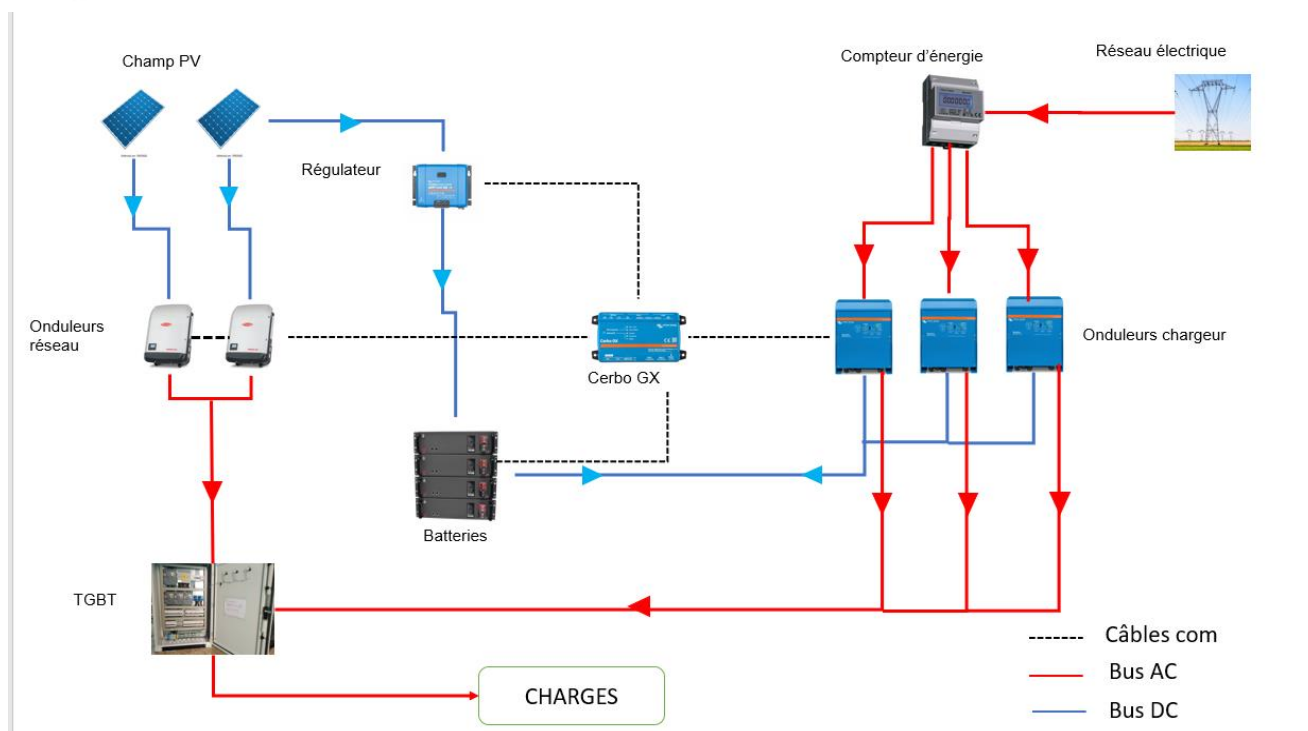 Compteur d’énergie
Réseau électrique
Champ PV
Régulateur
Onduleurs
réseau
Cerbo GX
Onduleurs chargeur
Batteries
TGBT
CHARGES
Câbles com
Bus AC
Bus DC